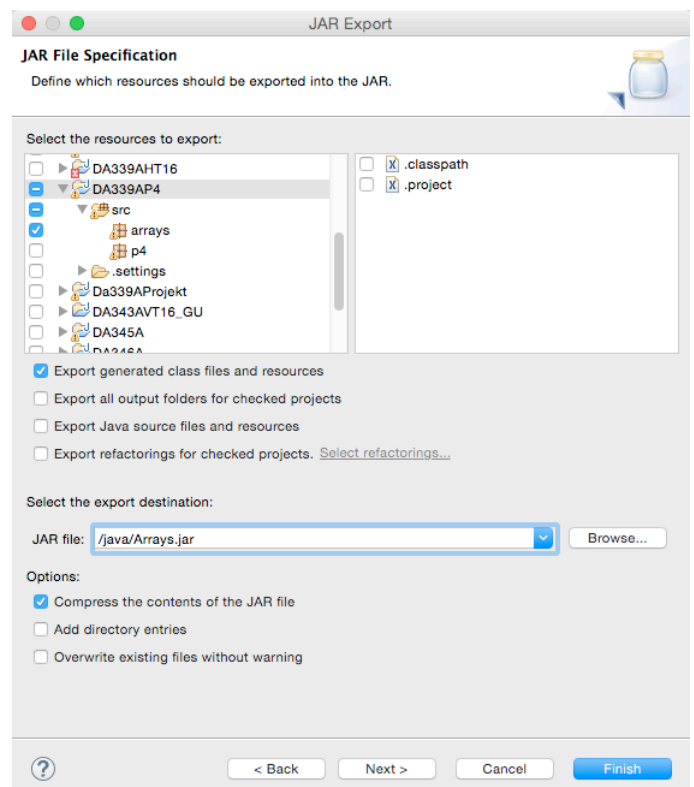 JAR Export
JAR File Specification
Define which resources should be exported into the JAR.
Select the resources to export:
DA339AHT16
DA339AP4
src
arrays
p4
.settings
Da339AProjekt
DA343AVT16_GU
DA345A
DA346A
.classpath
.project
Export generated class files and resources
Export all output folders for checked projects
Export Java source files and resources
Export refactorings for checked projects. Select refactorings...
Select the export destination:
JAR file: /java/Arrays.jar Browse...
Options:
Compress the contents of the JAR file
Add directory entries
Overwrite existing files without warning
? < Back Next > Cancel Finish